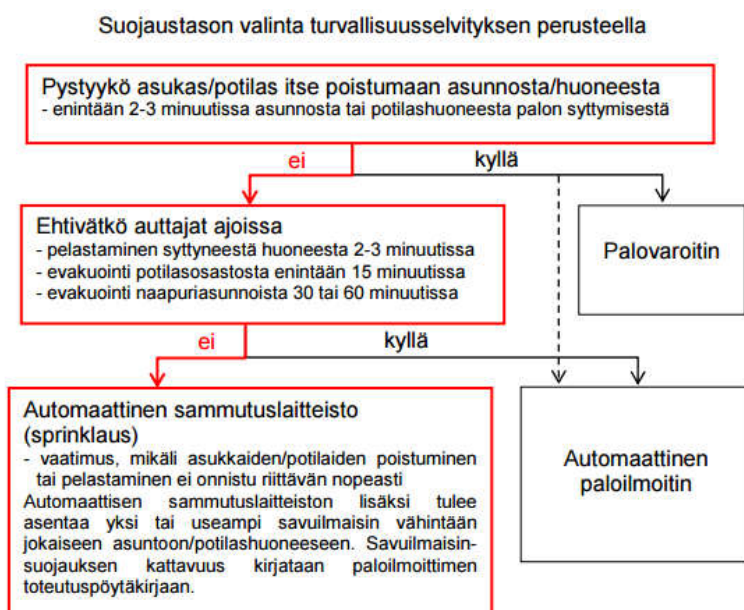 Suojaustason valinta turvallisuusselvityksen perusteella
Pystyykö asukas/potilas itse poistumaan asunnosta/huoneesta
- enintään 2-3 minuutissa asunnosta tai potilashuoneesta palon syttymisestä
ei
kyllä
Ehtivätkö auttajat ajoissa
- pelastaminen syttyneestä huoneesta 2-3 minuutissa
- evakuointi potilasosastosta enintään 15 minuutissa
- evakuointi naapuriasunnoista 30 tai 60 minuutissa
Palovaroitin
ei
kyllä
Automaattinen sammutuslaitteisto
(sprinklaus)
- vaatimus, mikäli asukkaiden/potilaiden poistuminen
tai pelastaminen ei onnistu riittävän nopeasti
Automaattisen sammutuslaitteiston lisäksi tulee
asentaa yksi tai useampi savuilmaisin vähintään
jokaiseen asuntoon/potilashuoneeseen. Savuilmaisin-
suojauksen kattavuus kirjataan paloilmoittimen
toteutuspöytäkirjaan.
Automaattinen
paloilmoitin